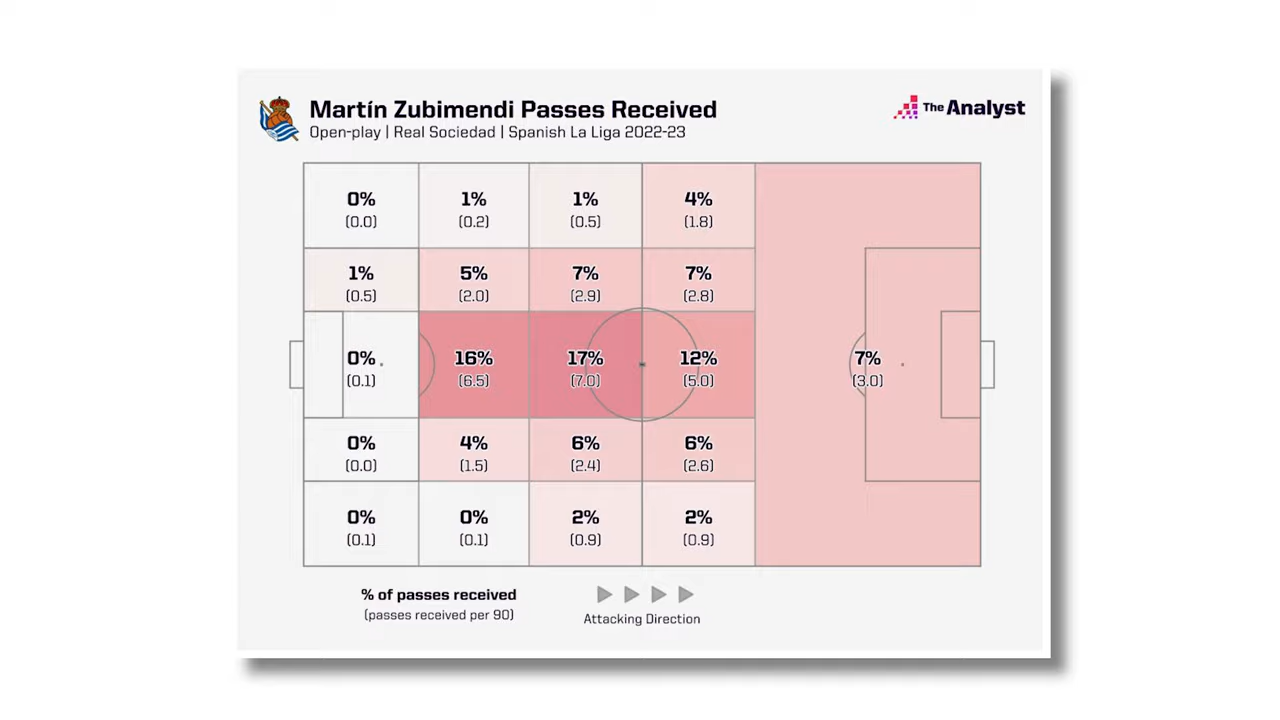 Martín Zubimendi Passes Received
Open-play | Real Sociedad | Spanish La Liga 2022-23
The Analyst
0% 1% 1% 4%
(0.0) (0.2) (0.5) (1.8)
1% 5% 7% 7%
(0.5) (2.0) (2.9) (2.8)
0% 16% 17% 12% 7%
(0.1) (6.5) (7.0) (5.0) (3.0)
0% 4% 6% 6%
(0.0) (1.5) (2.4) (2.6)
0% 0% 2% 2%
(0.1) (0.1) (0.9) (0.9)
% of passes received
(passes received per 90)
Attacking Direction